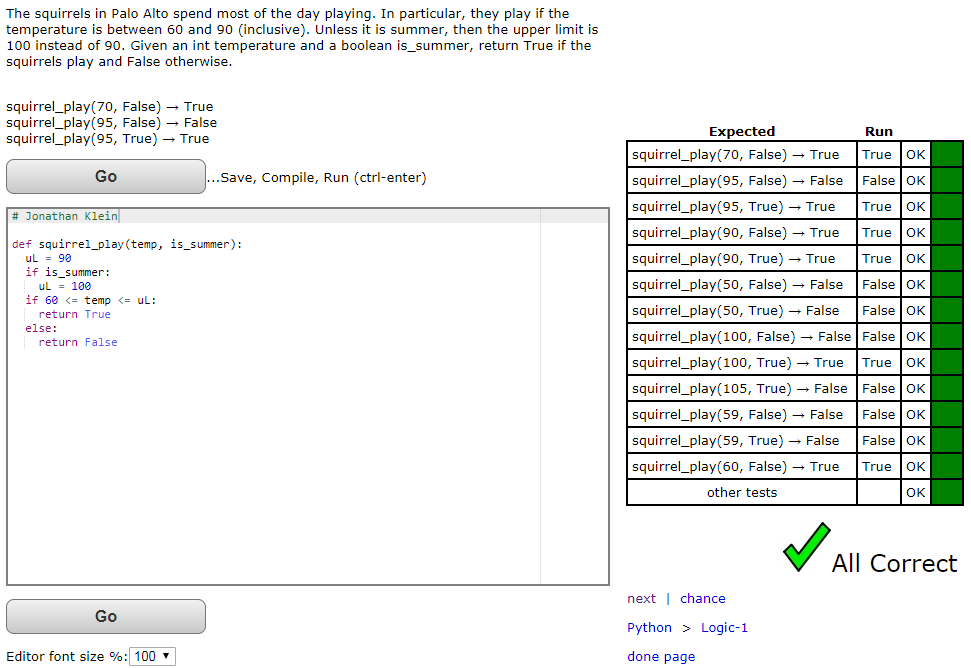 The squirrels in Palo Alto spend most of the day playing. In particular, they play if the
temperature is between 60 and 90 (inclusive). Unless it is summer, then the upper limit is
100 instead of 90. Given an int temperature and a boolean is_summer, return True if the
squirrels play and False otherwise.
squirrel_play(70, False) → True
squirrel_play(95, False) → False
squirrel_play(95, True) → True
Go ...Save, Compile, Run (ctrl-enter)
# Jonathan Klein
def squirrel_play(temp, is_summer):
  uL = 90
  if is_summer:
    uL = 100
  if 60 <= temp <= uL:
    return True
  else:
    return False
Go
Editor font size %: 100 ▼
Expected Run
squirrel_play(70, False) → True True OK
squirrel_play(95, False) → False False OK
squirrel_play(95, True) → True True OK
squirrel_play(90, False) → True True OK
squirrel_play(90, True) → True True OK
squirrel_play(50, False) → False False OK
squirrel_play(50, True) → False False OK
squirrel_play(100, False) → False False OK
squirrel_play(100, True) → True True OK
squirrel_play(105, True) → False False OK
squirrel_play(59, False) → False False OK
squirrel_play(59, True) → False False OK
squirrel_play(60, False) → True True OK
other tests OK
All Correct
next | chance
Python > Logic-1
done page